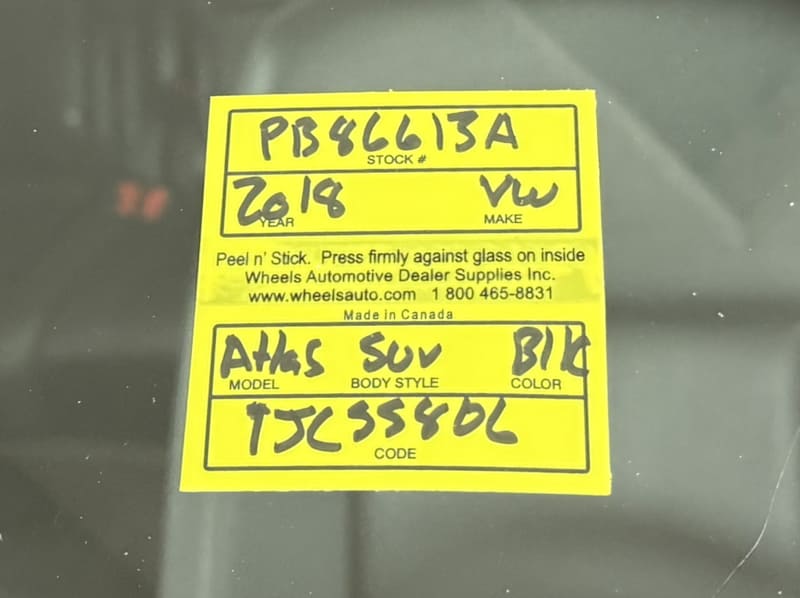 PB86613A
STOCK #
2018 VW
YEAR MAKE
Peel n' Stick. Press firmly against glass on inside
Wheels Automotive Dealer Supplies Inc.
www.wheelsauto.com 1 800 465-8831
Made in Canada
Atlas SUV Blk
MODEL BODY STYLE COLOR
TJC55806
CODE